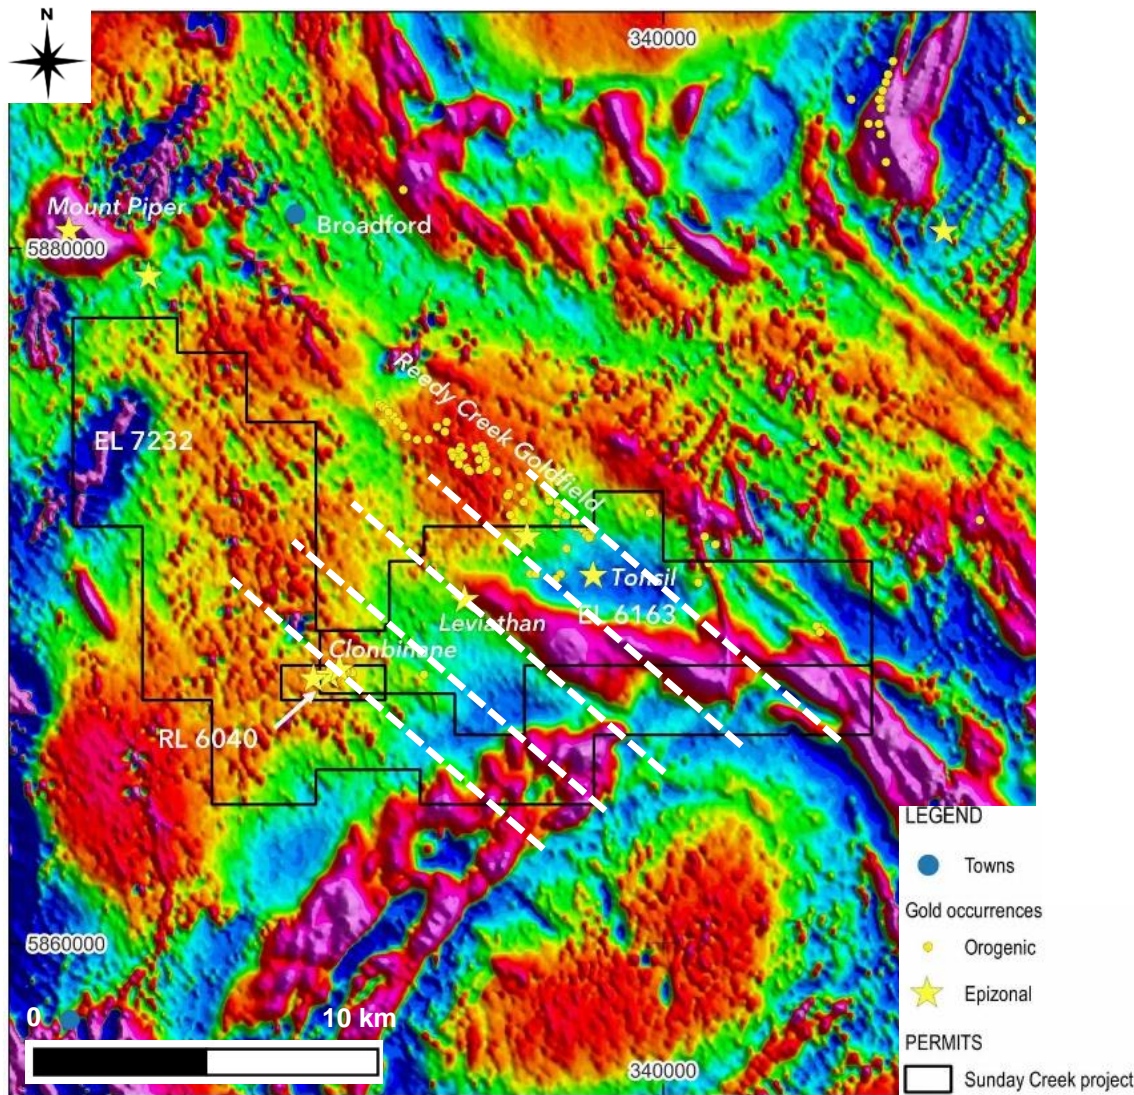 N
340000
Mount Piper
Broadford
5880000
Reedy Creek Goldfield
EL 7232
Tonsil
EL 6163
Leviathan
Clonbinane
RL 6040
5860000
0 10 km
340000
LEGEND
Towns
Gold occurrences
Orogenic
Epizonal
PERMITS
Sunday Creek project